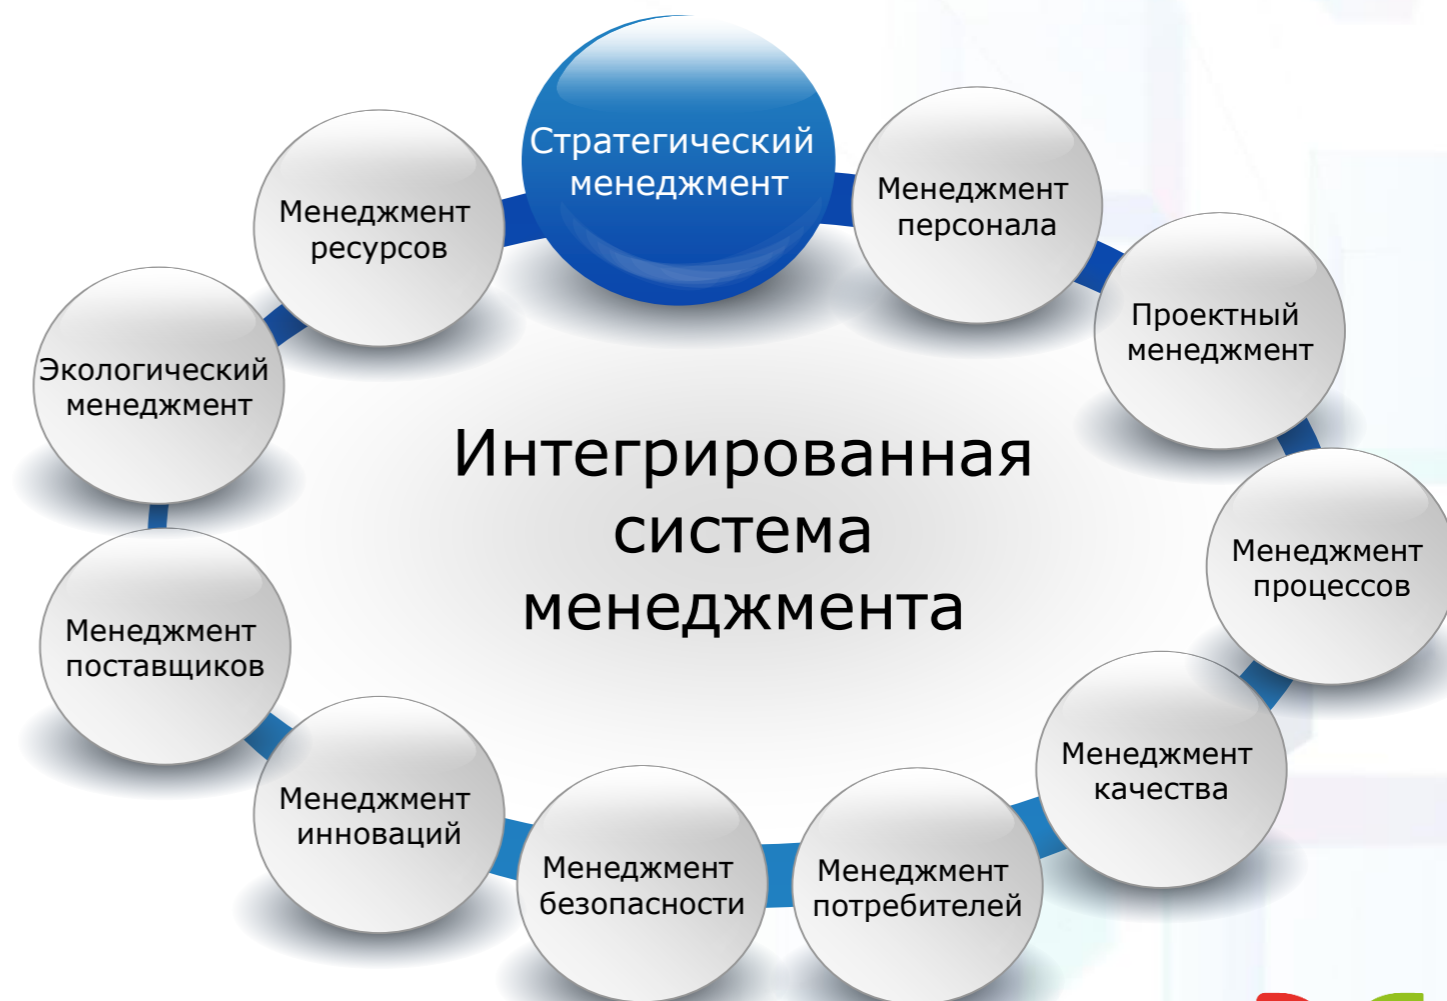 Стратегический
менеджмент
Менеджмент
персонала
Менеджмент
ресурсов
Проектный
менеджмент
Экологический
менеджмент
Интегрированная
система
менеджмента
Менеджмент
процессов
Менеджмент
поставщиков
Менеджмент
качества
Менеджмент
инноваций
Менеджмент
безопасности
Менеджмент
потребителей